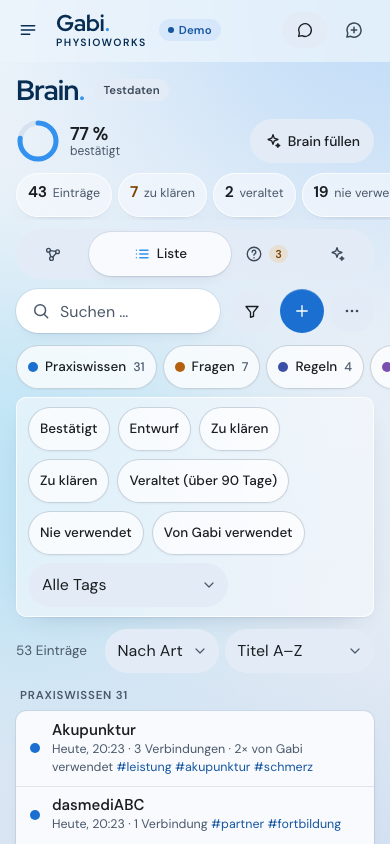 Gabi.
PHYSIOWORKS
Demo
Brain.
Testdaten
77 %
bestätigt
Brain füllen
43 Einträge
7 zu klären
2 veraltet
19 nie verwe
Liste
3
Suchen …
Praxiswissen 31
Fragen 7
Regeln 4
Bestätigt
Entwurf
Zu klären
Zu klären
Veraltet (über 90 Tage)
Nie verwendet
Von Gabi verwendet
Alle Tags
53 Einträge
Nach Art
Titel A–Z
PRAXISWISSEN 31
Akupunktur
Heute, 20:23 · 3 Verbindungen · 2× von Gabi
verwendet #leistung #akupunktur #schmerz
dasmediABC
Heute, 20:23 · 1 Verbindung #partner #fortbildung